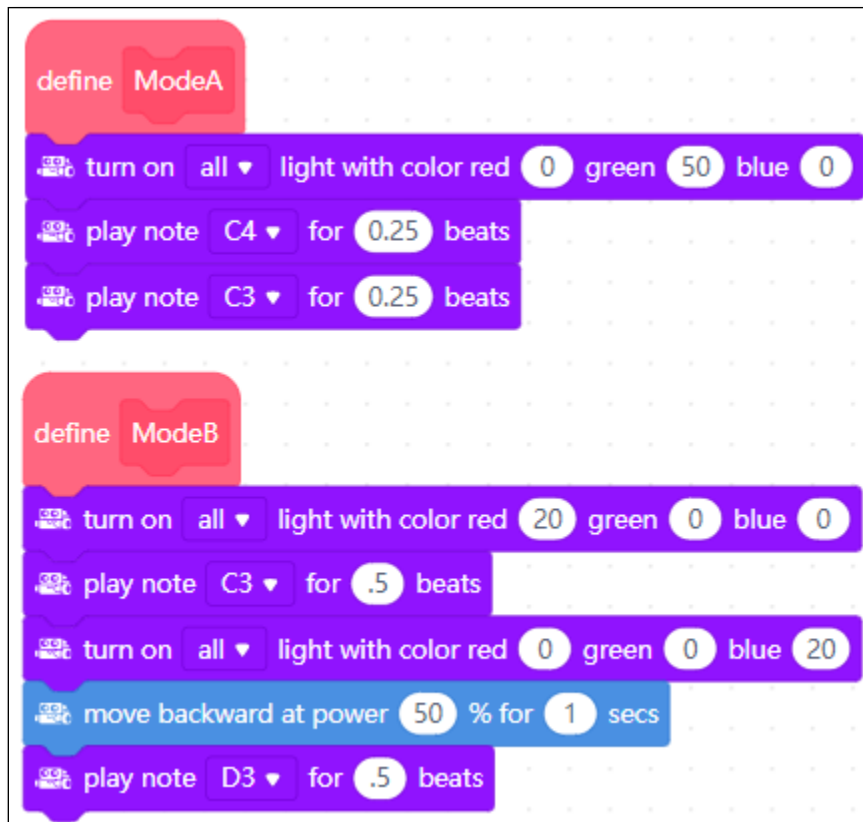 define ModeA
turn on all light with color red 0 green 50 blue 0
play note C4 for 0.25 beats
play note C3 for 0.25 beats
define ModeB
turn on all light with color red 20 green 0 blue 0
play note C3 for .5 beats
turn on all light with color red 0 green 0 blue 20
move backward at power 50 % for 1 secs
play note D3 for .5 beats